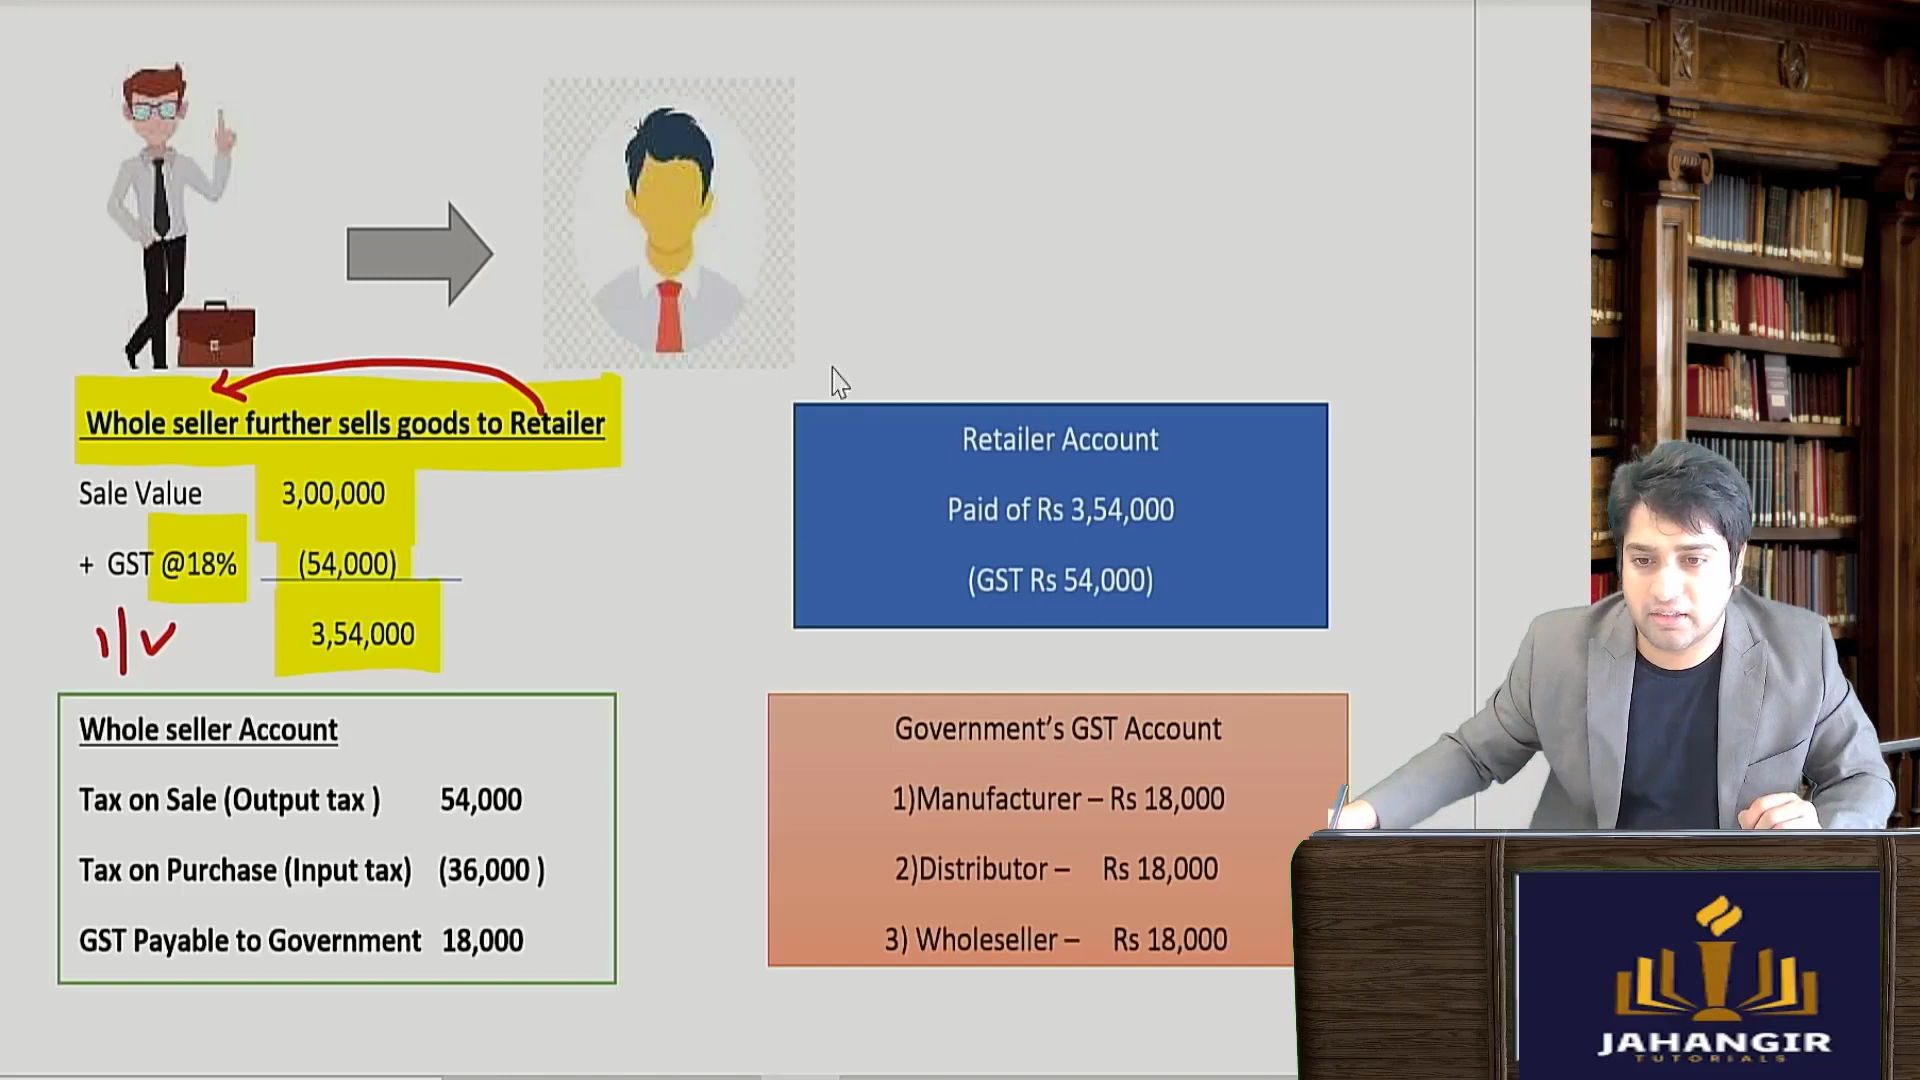 Whole seller further sells goods to Retailer
Sale Value 3,00,000
+ GST @18% (54,000)
3,54,000
Whole seller Account
Tax on Sale (Output tax ) 54,000
Tax on Purchase (Input tax) (36,000 )
GST Payable to Government 18,000
Retailer Account
Paid of Rs 3,54,000
(GST Rs 54,000)
Government’s GST Account
1)Manufacturer – Rs 18,000
2)Distributor – Rs 18,000
3) Wholeseller – Rs 18,000
JAHANGIR
TUTORIALS